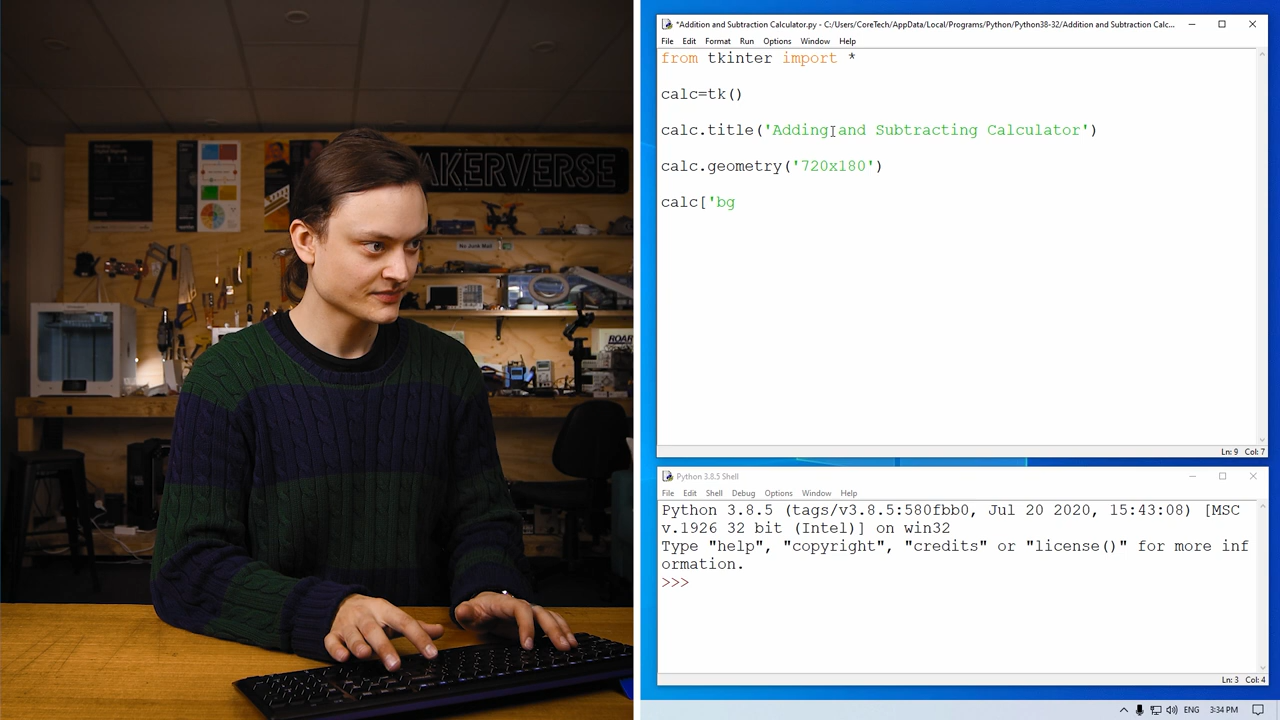 AKERVERSE
No Junk Mail
ROAR
*Addition and Subtraction Calculator.py - C:/Users/CoreTech/AppData/Local/Programs/Python/Python38-32/Addition and Subtraction Calc...
File Edit Format Run Options Window Help
from tkinter import *
calc=tk()
calc.title('Adding and Subtracting Calculator')
calc.geometry('720x180')
calc['bg
Ln: 9 Col: 7
Python 3.8.5 Shell
File Edit Shell Debug Options Window Help
Python 3.8.5 (tags/v3.8.5:580fbb0, Jul 20 2020, 15:43:08) [MSC
v.1926 32 bit (Intel)] on win32
Type "help", "copyright", "credits" or "license()" for more inf
ormation.
>>>
Ln: 3 Col: 4
ENG 3:34 PM